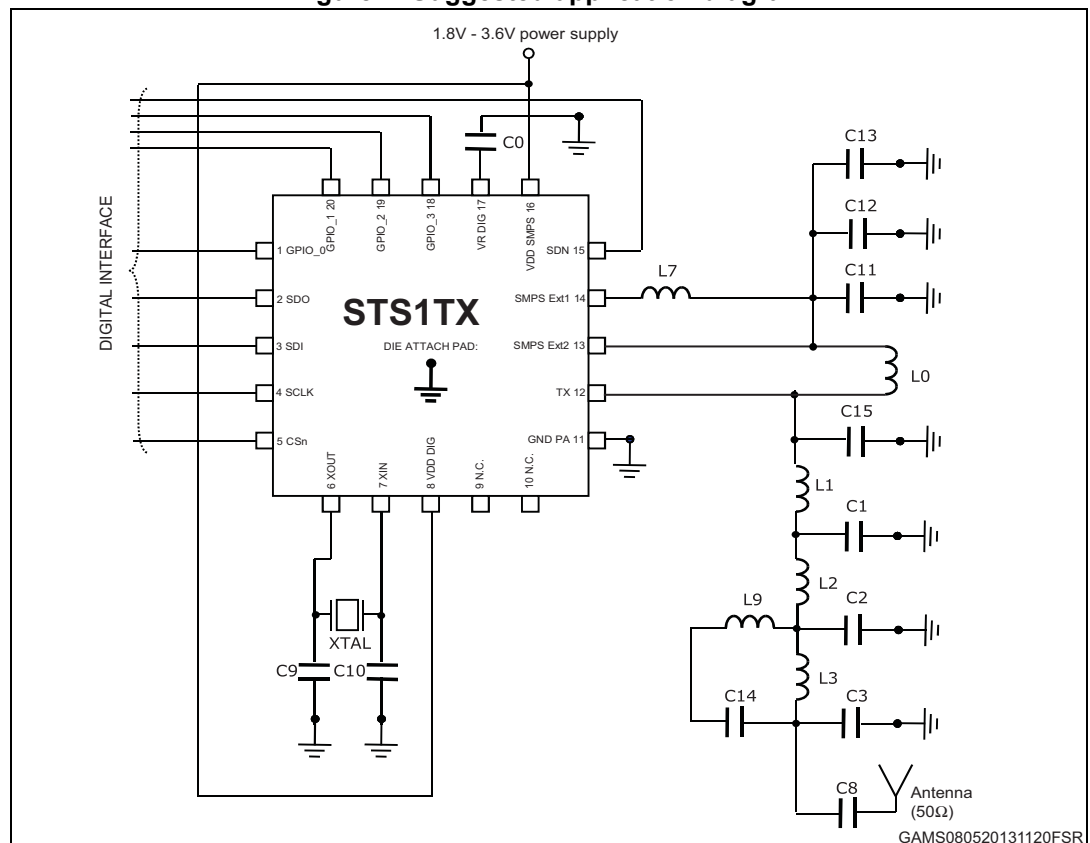 1.8V - 3.6V power supply
DIGITAL INTERFACE
C0
GPIO_1 20
GPIO_2 19
GPIO_3 18
VR DIG 17
VDD SMPS 16
1 GPIO_0
2 SDO
3 SDI
4 SCLK
5 CSn
STS1TX
DIE ATTACH PAD:
SDN 15
SMPS Ext1 14
SMPS Ext2 13
TX 12
GND PA 11
6 XOUT
7 XIN
8 VDD DIG
9 N.C.
10 N.C.
XTAL
C9
C10
C13
C12
L7
C11
L0
C15
L1
C1
L2
L9
C2
L3
C14
C3
C8
Antenna
(50Ω)
GAMS080520131120FSR